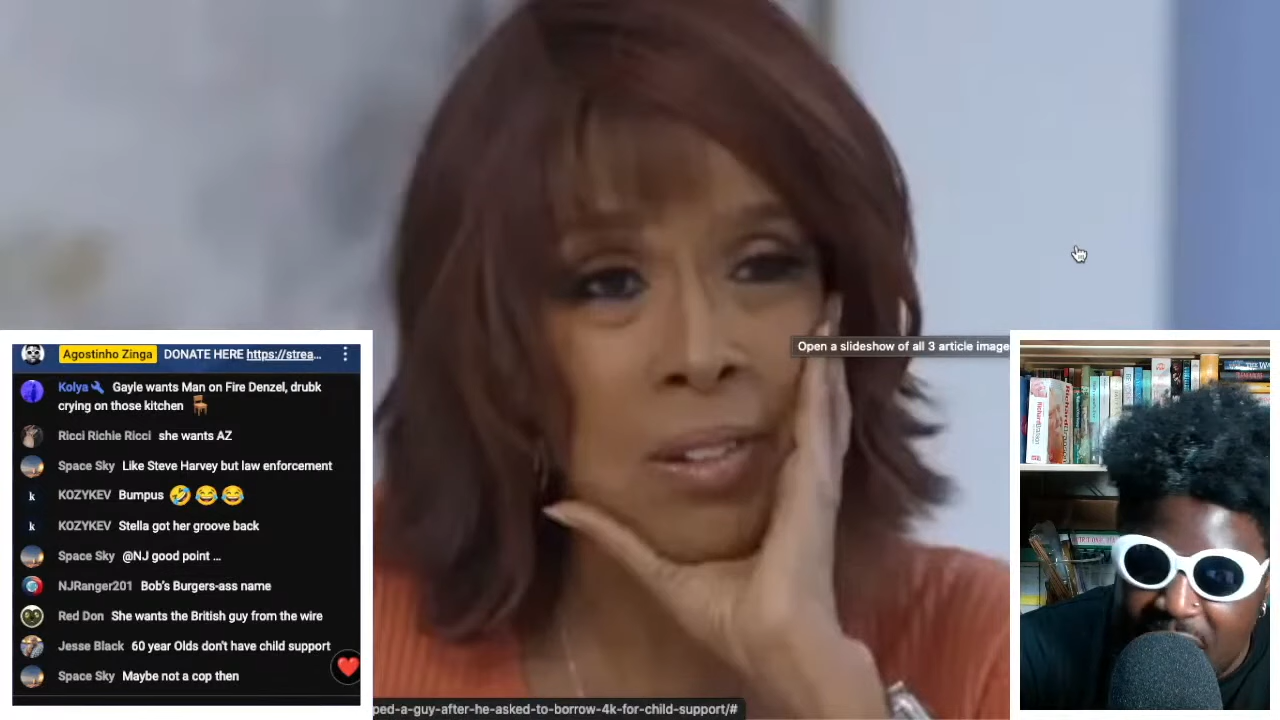 Agostinho Zinga DONATE HERE https://strea...
Kolya Gayle wants Man on Fire Denzel, drubk
crying on those kitchen
Ricci Richie Ricci she wants AZ
Space Sky Like Steve Harvey but law enforcement
KOZYKEV Bumpus 🤣😂😂
KOZYKEV Stella got her groove back
Space Sky @NJ good point ...
NJRanger201 Bob's Burgers-ass name
Red Don She wants the British guy from the wire
Jesse Black 60 year Olds don't have child support
Space Sky Maybe not a cop then
Open a slideshow of all 3 article image
ped-a-guy-after-he-asked-to-borrow-4k-for-child-support/#